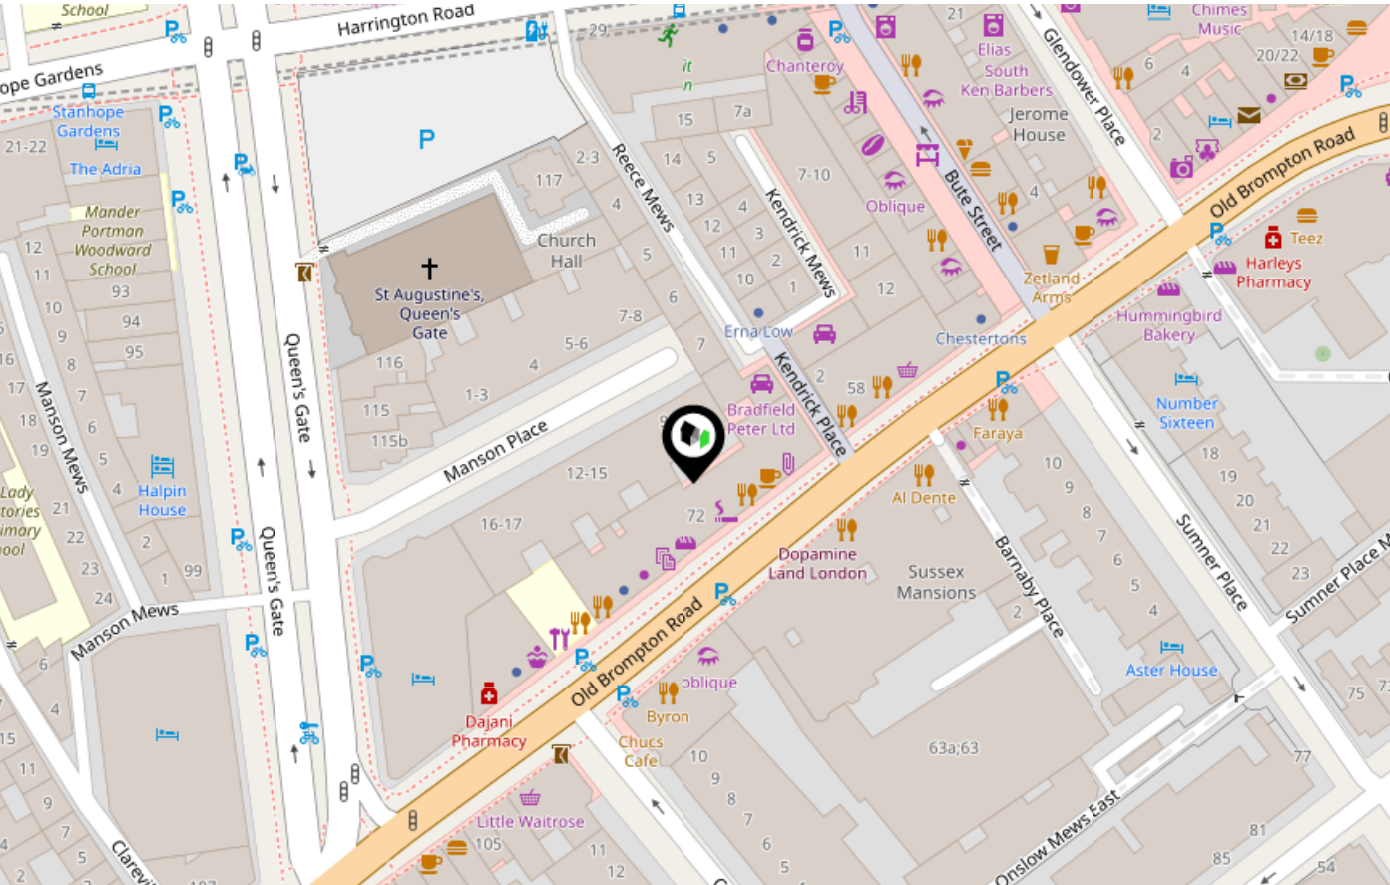 School
Harrington Road
ope Gardens
Stanhope
Gardens
21-22
The Adria
Mander
Portman
Woodward
School
12
11
10
9
8
7
6
5
4
93
94
95
16
17
18
19
21
22
23
24
2
1
99
Manson Mews
Lady
tories
imary
ool
Halpin
House
Manson Mews
6
4
15
11
9
7
5
4
2
Queen's Gate
Queen's Gate
P
117
2-3
4
5
6
7
Church
Hall
St Augustine's,
Queen's
Gate
7-8
5-6
4
1-3
116
115
115b
Manson Place
12-15
16-17
29
it
n
15
7a
14
5
13
4
12
3
11
2
10
1
Reece Mews
Kendrick Mews
7-10
11
12
Chanteroy
Oblique
Erna Low
Bradfield
Peter Ltd
Kendrick Place
2
58
72
21
Elias
South
Ken Barbers
Jerome
House
4
Bute Street
Zetland
Arms
Chestertons
Glendower Place
Chimes
Music
14/18
20/22
6
4
2
Old Brompton Road
Teez
Harleys
Pharmacy
Hummingbird
Bakery
Number
Sixteen
Faraya
Al Dente
Dopamine
Land London
Sussex
Mansions
10
9
8
7
6
5
4
2
Barnaby Place
18
19
20
21
22
23
Sumner Place
Sumner Place M
Aster House
75
77
81
85
54
63a;63
Onslow Mews East
Old Brompton Road
oblique
Byron
Chucs
Cafe
Dajani
Pharmacy
Little Waitrose
105
11
12
10
9
8
7
6
5
107
Clarevi